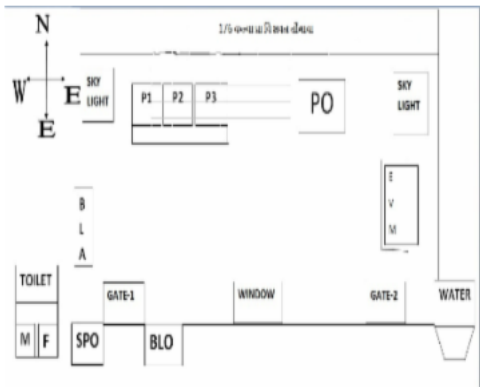 N
W
E
E
SKY
LIGHT
P1
P2
P3
PO
SKY
LIGHT
E
V
M
B
L
A
TOILET
GATE-1
WINDOW
GATE-2
WATER
M
F
SPO
BLO